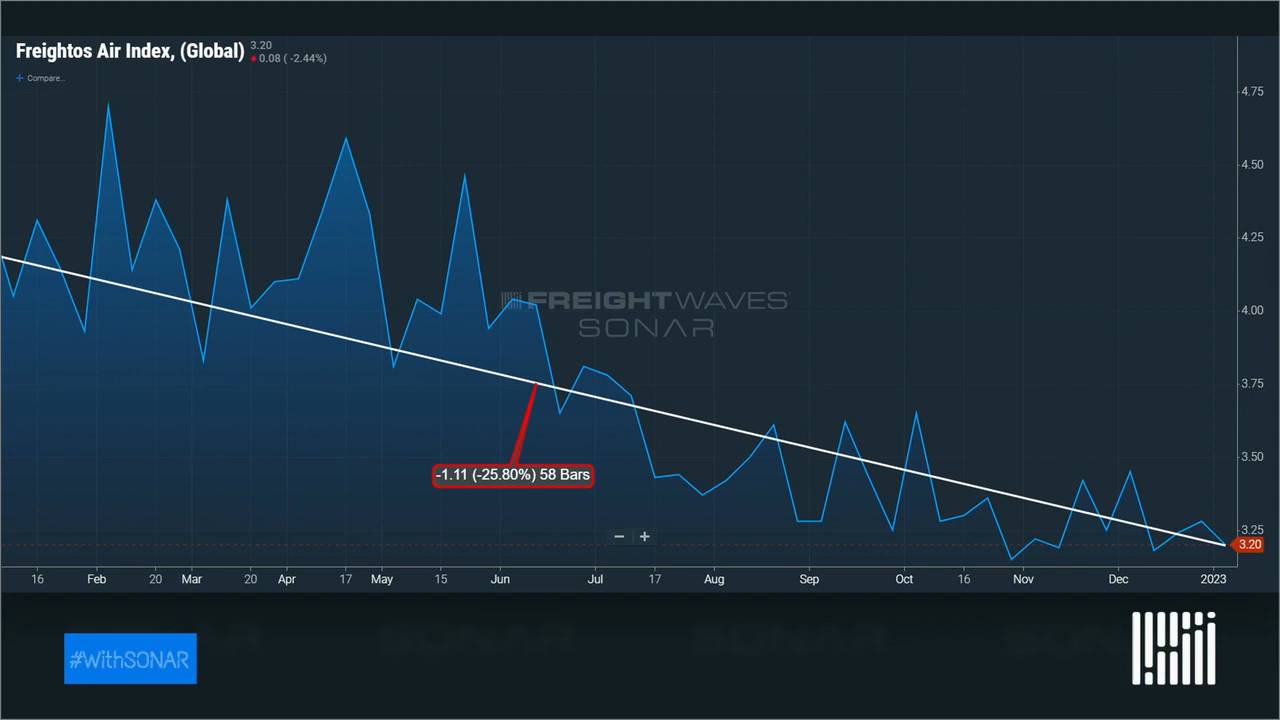 Freightos Air Index, (Global) 3.20
0.08 ( -2.44%)
+ Compare...
4.75
4.50
4.25
4.00
3.75
3.50
3.25
3.20
FREIGHTWAVES
SONAR
-1.11 (-25.80%) 58 Bars
− +
16 Feb 20 Mar 20 Apr 17 May 15 Jun Jul 17 Aug Sep Oct 16 Nov Dec 2023
#WithSONAR